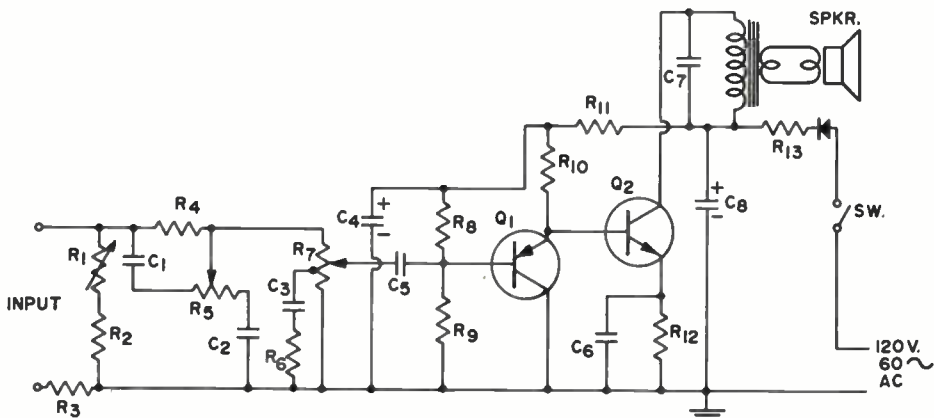 SPKR.
C7
R11
R13
R10
Q2
+
C8
-
SW.
R4
C4
+
-
R8
Q1
R1
C1
R7
INPUT
R5
C3
C5
R2
C2
R6
R9
C6
R12
R3
120V.
60~
AC